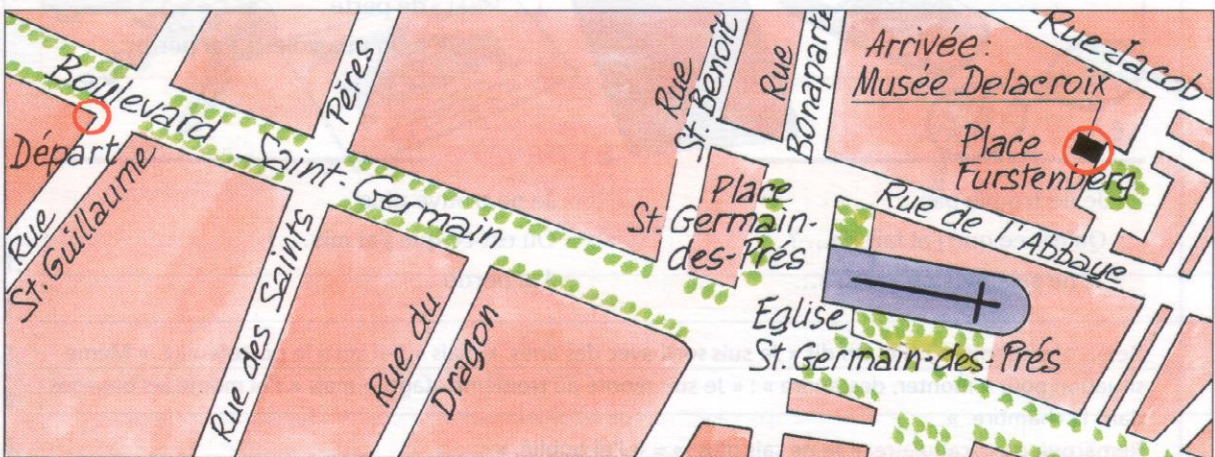 Boulevard Saint-Germain
Départ
Rue
St. Guillaume
Rue des Saints
Pères
Rue du
Dragon
Rue
St. Benoît
Rue
Bonaparte
Place
St. Germain-
des-Prés
Arrivée:
Musée Delacroix
Rue Jacob
Place
Furstenberg
Rue de l'Abbaye
Eglise
St. Germain-des-Prés